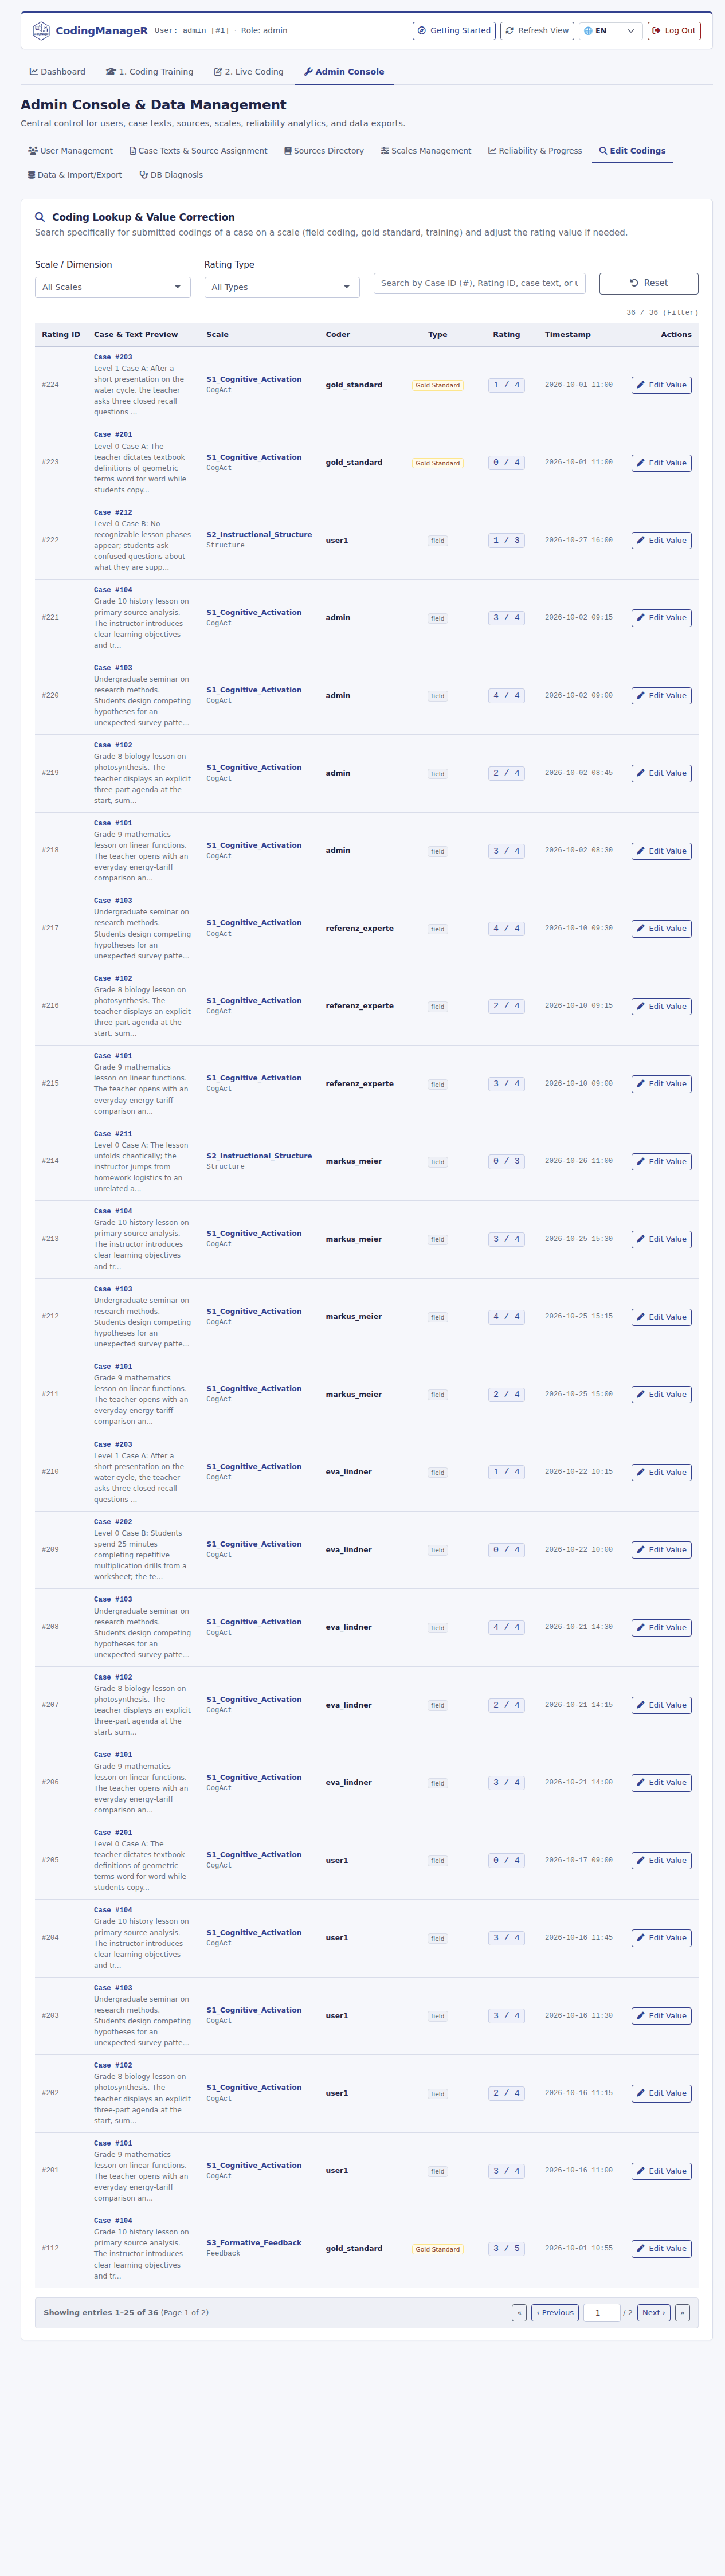 CodingManageR User: admin [#1] · Role: admin Getting Started Refresh View EN Log Out
Dashboard 1. Coding Training 2. Live Coding Admin Console
Admin Console & Data Management
Central control for users, case texts, sources, scales, reliability analytics, and data exports.
User Management Case Texts & Source Assignment Sources Directory Scales Management Reliability & Progress Edit Codings
Data & Import/Export DB Diagnosis
Coding Lookup & Value Correction
Search specifically for submitted codings of a case on a scale (field coding, gold standard, training) and adjust the rating value if needed.
Scale / Dimension Rating Type
All Scales All Types Search by Case ID (#), Rating ID, case text, or u Reset
36 / 36 (Filter)
Rating ID Case & Text Preview Scale Coder Type Rating Timestamp Actions
Case #203
Level 1 Case A: After a
short presentation on the
water cycle, the teacher
asks three closed recall
questions ...
#224 S1_Cognitive_Activation CogAct gold_standard Gold Standard 1 / 4 2026-10-01 11:00 Edit Value
Case #201
Level 0 Case A: The
teacher dictates textbook
definitions of geometric
terms word for word while
students copy...
#223 S1_Cognitive_Activation CogAct gold_standard Gold Standard 0 / 4 2026-10-01 11:00 Edit Value
Case #212
Level 0 Case B: No
recognizable lesson phases
appear; students ask
confused questions about
what they are supp...
#222 S2_Instructional_Structure Structure user1 field 1 / 3 2026-10-27 16:00 Edit Value
Case #104
Grade 10 history lesson on
primary source analysis.
The instructor introduces
clear learning objectives
and tr...
#221 S1_Cognitive_Activation CogAct admin field 3 / 4 2026-10-02 09:15 Edit Value
Case #103
Undergraduate seminar on
research methods.
Students design competing
hypotheses for an
unexpected survey patte...
#220 S1_Cognitive_Activation CogAct admin field 4 / 4 2026-10-02 09:00 Edit Value
Case #102
Grade 8 biology lesson on
photosynthesis. The
teacher displays an explicit
three-part agenda at the
start, sum...
#219 S1_Cognitive_Activation CogAct admin field 2 / 4 2026-10-02 08:45 Edit Value
Case #101
Grade 9 mathematics
lesson on linear functions.
The teacher opens with an
everyday energy-tariff
comparison an...
#218 S1_Cognitive_Activation CogAct admin field 3 / 4 2026-10-02 08:30 Edit Value
Case #103
Undergraduate seminar on
research methods.
Students design competing
hypotheses for an
unexpected survey patte...
#217 S1_Cognitive_Activation CogAct referenz_experte field 4 / 4 2026-10-10 09:30 Edit Value
Case #102
Grade 8 biology lesson on
photosynthesis. The
teacher displays an explicit
three-part agenda at the
start, sum...
#216 S1_Cognitive_Activation CogAct referenz_experte field 2 / 4 2026-10-10 09:15 Edit Value
Case #101
Grade 9 mathematics
lesson on linear functions.
The teacher opens with an
everyday energy-tariff
comparison an...
#215 S1_Cognitive_Activation CogAct referenz_experte field 3 / 4 2026-10-10 09:00 Edit Value
Case #211
Level 0 Case A: The lesson
unfolds chaotically; the
instructor jumps from
homework logistics to an
unrelated a...
#214 S2_Instructional_Structure Structure markus_meier field 0 / 3 2026-10-26 11:00 Edit Value
Case #104
Grade 10 history lesson on
primary source analysis.
The instructor introduces
clear learning objectives
and tr...
#213 S1_Cognitive_Activation CogAct markus_meier field 3 / 4 2026-10-25 15:30 Edit Value
Case #103
Undergraduate seminar on
research methods.
Students design competing
hypotheses for an
unexpected survey patte...
#212 S1_Cognitive_Activation CogAct markus_meier field 4 / 4 2026-10-25 15:15 Edit Value
Case #101
Grade 9 mathematics
lesson on linear functions.
The teacher opens with an
everyday energy-tariff
comparison an...
#211 S1_Cognitive_Activation CogAct markus_meier field 2 / 4 2026-10-25 15:00 Edit Value
Case #203
Level 1 Case A: After a
short presentation on the
water cycle, the teacher
asks three closed recall
questions ...
#210 S1_Cognitive_Activation CogAct eva_lindner field 1 / 4 2026-10-22 10:15 Edit Value
Case #202
Level 0 Case B: Students
spend 25 minutes
completing repetitive
multiplication drills from a
worksheet; the te...
#209 S1_Cognitive_Activation CogAct eva_lindner field 0 / 4 2026-10-22 10:00 Edit Value
Case #103
Undergraduate seminar on
research methods.
Students design competing
hypotheses for an
unexpected survey patte...
#208 S1_Cognitive_Activation CogAct eva_lindner field 4 / 4 2026-10-21 14:30 Edit Value
Case #102
Grade 8 biology lesson on
photosynthesis. The
teacher displays an explicit
three-part agenda at the
start, sum...
#207 S1_Cognitive_Activation CogAct eva_lindner field 2 / 4 2026-10-21 14:15 Edit Value
Case #101
Grade 9 mathematics
lesson on linear functions.
The teacher opens with an
everyday energy-tariff
comparison an...
#206 S1_Cognitive_Activation CogAct eva_lindner field 3 / 4 2026-10-21 14:00 Edit Value
Case #201
Level 0 Case A: The
teacher dictates textbook
definitions of geometric
terms word for word while
students copy...
#205 S1_Cognitive_Activation CogAct user1 field 0 / 4 2026-10-17 09:00 Edit Value
Case #104
Grade 10 history lesson on
primary source analysis.
The instructor introduces
clear learning objectives
and tr...
#204 S1_Cognitive_Activation CogAct user1 field 3 / 4 2026-10-16 11:45 Edit Value
Case #103
Undergraduate seminar on
research methods.
Students design competing
hypotheses for an
unexpected survey patte...
#203 S1_Cognitive_Activation CogAct user1 field 3 / 4 2026-10-16 11:30 Edit Value
Case #102
Grade 8 biology lesson on
photosynthesis. The
teacher displays an explicit
three-part agenda at the
start, sum...
#202 S1_Cognitive_Activation CogAct user1 field 2 / 4 2026-10-16 11:15 Edit Value
Case #101
Grade 9 mathematics
lesson on linear functions.
The teacher opens with an
everyday energy-tariff
comparison an...
#201 S1_Cognitive_Activation CogAct user1 field 3 / 4 2026-10-16 11:00 Edit Value
Case #104
Grade 10 history lesson on
primary source analysis.
The instructor introduces
clear learning objectives
and tr...
#112 S3_Formative_Feedback Feedback gold_standard Gold Standard 3 / 5 2026-10-01 10:55 Edit Value
Showing entries 1–25 of 36 (Page 1 of 2) « ‹ Previous 1 / 2 Next › »